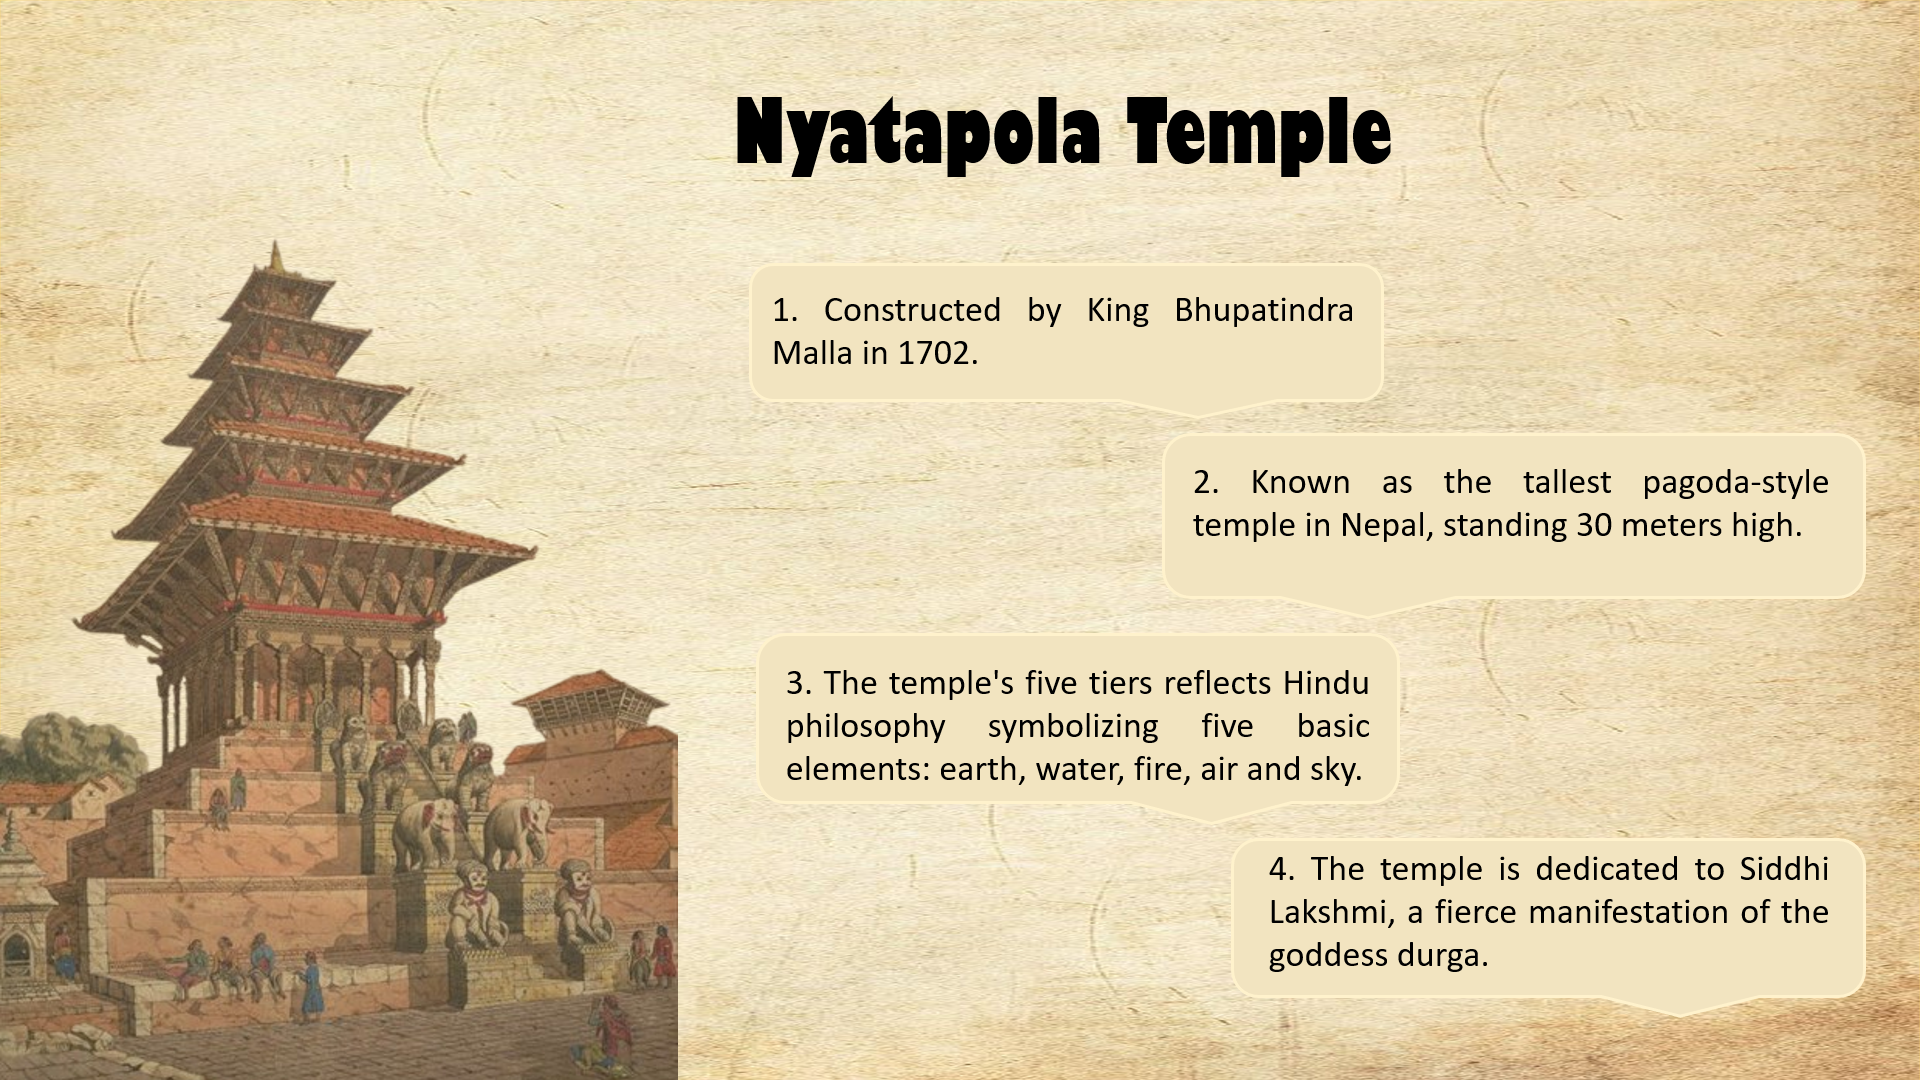 Nyatapola Temple
1. Constructed by King Bhupatindra
Malla in 1702.
2. Known as the tallest pagoda-style
temple in Nepal, standing 30 meters high.
3. The temple's five tiers reflects Hindu
philosophy symbolizing five basic
elements: earth, water, fire, air and sky.
4. The temple is dedicated to Siddhi
Lakshmi, a fierce manifestation of the
goddess durga.